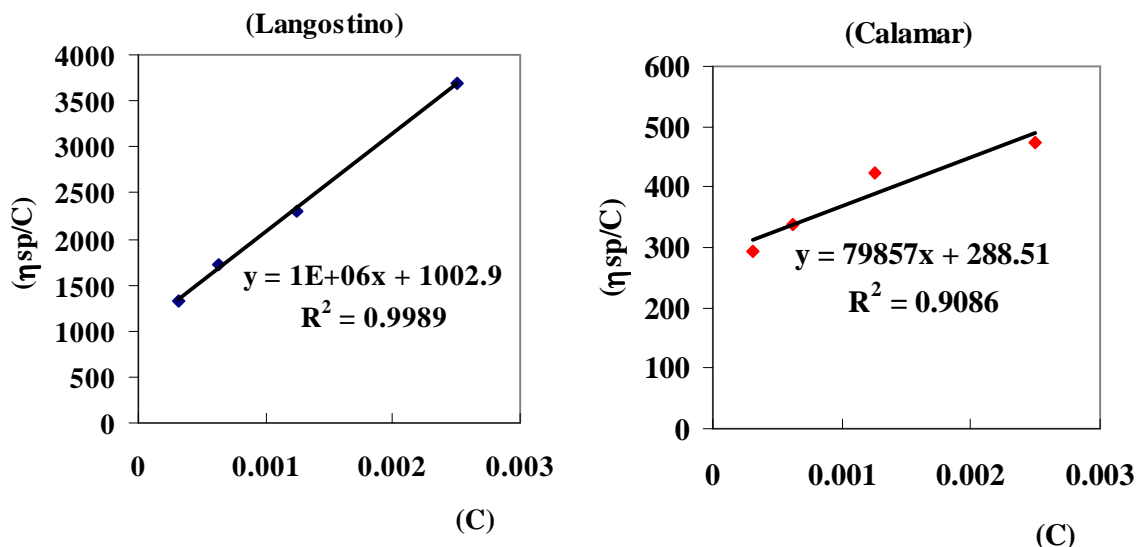 (Langostino)
4000
3500
3000
2500
2000
1500
1000
500
0
(ηsp/C)
y = 1E+06x + 1002.9
R² = 0.9989
0 0.001 0.002 0.003
(C)
(Calamar)
600
500
400
300
200
100
0
(ηsp/C)
y = 79857x + 288.51
R² = 0.9086
0 0.001 0.002 0.003
(C)